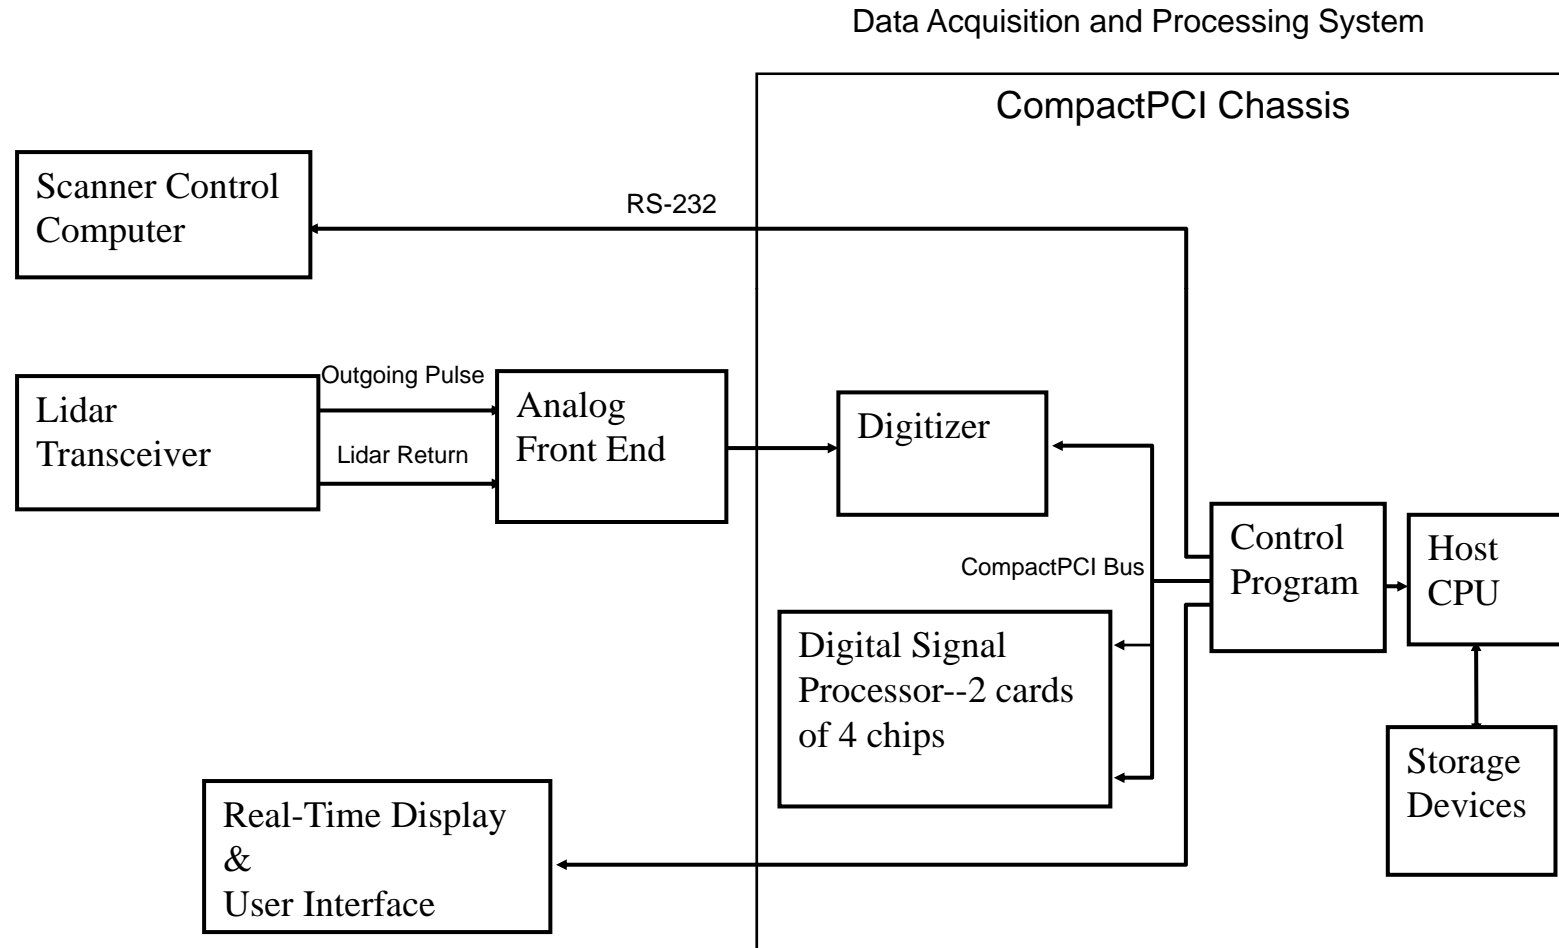 Data Acquisition and Processing System
CompactPCI Chassis
Scanner Control
Computer
RS-232
Outgoing Pulse
Lidar
Transceiver
Lidar Return
Analog
Front End
Digitizer
CompactPCI Bus
Control
Program
Host
CPU
Digital Signal
Processor--2 cards
of 4 chips
Storage
Devices
Real-Time Display
&
User Interface